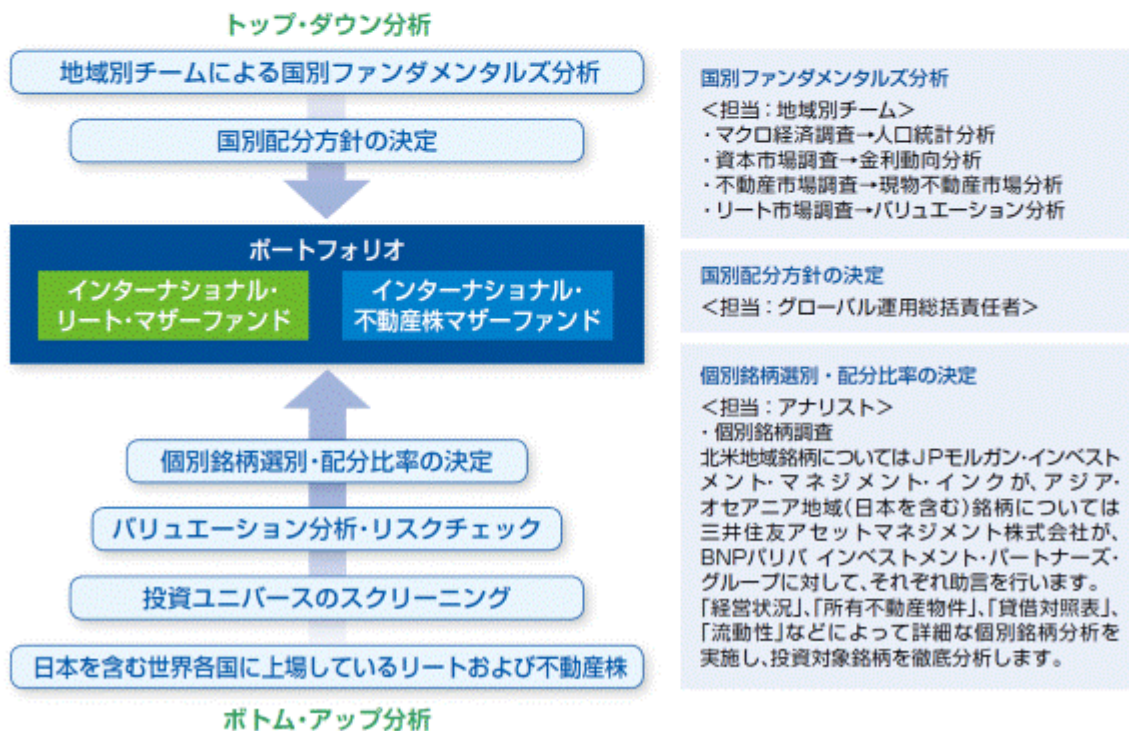 トップ・ダウン分析
地域別チームによる国別ファンダメンタルズ分析
国別配分方針の決定
ポートフォリオ
インターナショナル・
リート・マザーファンド
インターナショナル・
不動産株マザーファンド
個別銘柄選別・配分比率の決定
バリュエーション分析・リスクチェック
投資ユニバースのスクリーニング
日本を含む世界各国に上場しているリートおよび不動産株
ボトム・アップ分析
国別ファンダメンタルズ分析
＜担当：地域別チーム＞
・マクロ経済調査→人口統計分析
・資本市場調査→金利動向分析
・不動産市場調査→現物不動産市場分析
・リート市場調査→バリュエーション分析
国別配分方針の決定
＜担当：グローバル運用総括責任者＞
個別銘柄選別・配分比率の決定
＜担当：アナリスト＞
・個別銘柄調査
北米地域銘柄についてはJPモルガン・インベスト
メント・マネジメント・インクが、アジア・
オセアニア地域(日本を含む)銘柄については
三井住友アセットマネジメント株式会社が、
BNPパリバ インベストメント・パートナーズ・
グループに対して、それぞれ助言を行います。
「経営状況」、「所有不動産物件」、「貸借対照表」、
「流動性」などによって詳細な個別銘柄分析を
実施し、投資対象銘柄を徹底分析します。